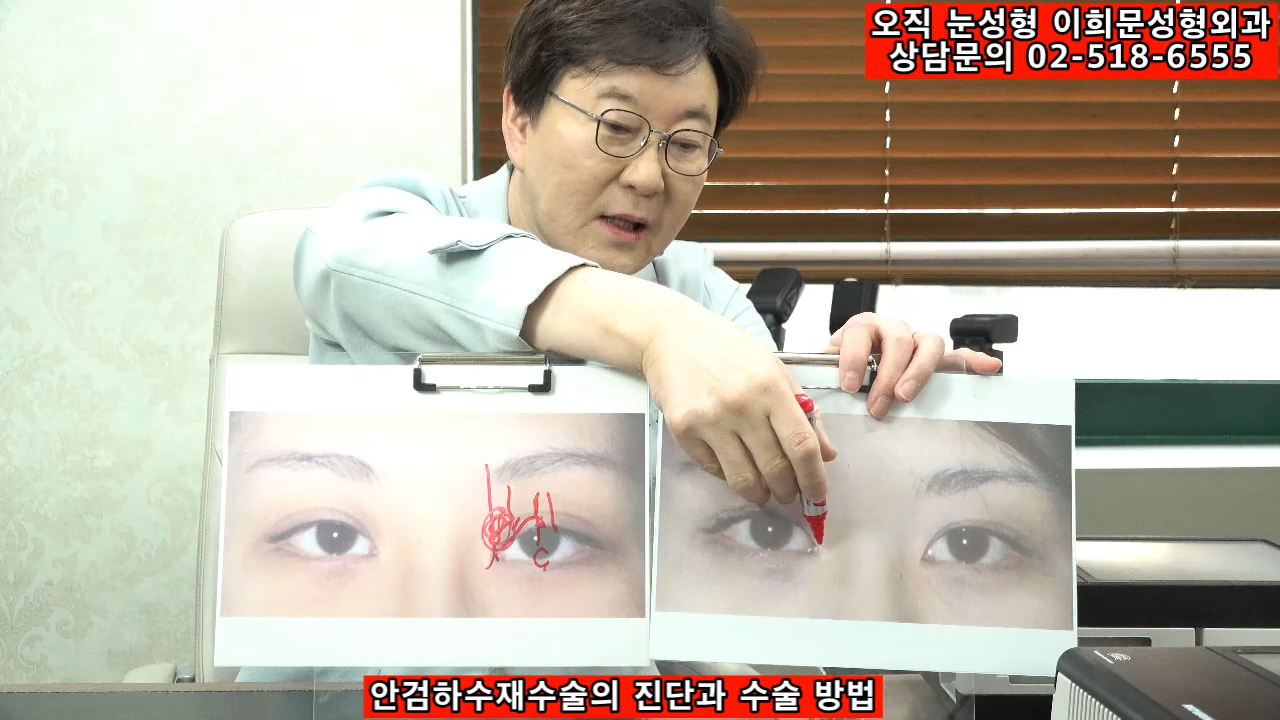 오직 눈성형 이희문성형외과
상담문의 02-518-6555
C
안검하수재수술의 진단과 수술 방법